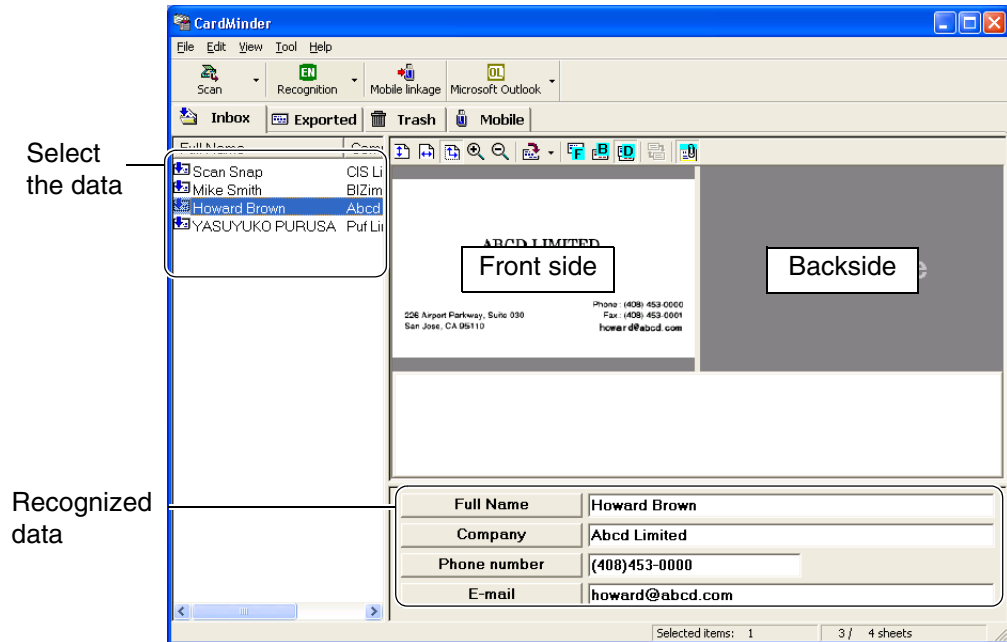 CardMinder
File Edit View Tool Help
Scan Recognition Mobile linkage Microsoft Outlook
EN OL
Inbox Exported Trash Mobile
Select
the data
Full Name
Scan Snap CIS Li
Mike Smith BIZim
Howard Brown Abcd
YASUYUKO PURUSA Puf Li
F B D
ABCD LIMITED
Front side
Backside
226 Airport Parkway, Suite 030
San Jose, CA 95110
Phone : (408) 453-0000
Fax : (408) 453-0001
howard@abcd.com
Recognized
data
Full Name Howard Brown
Company Abcd Limited
Phone number (408)453-0000
E-mail howard@abcd.com
Selected items: 1 3 / 4 sheets